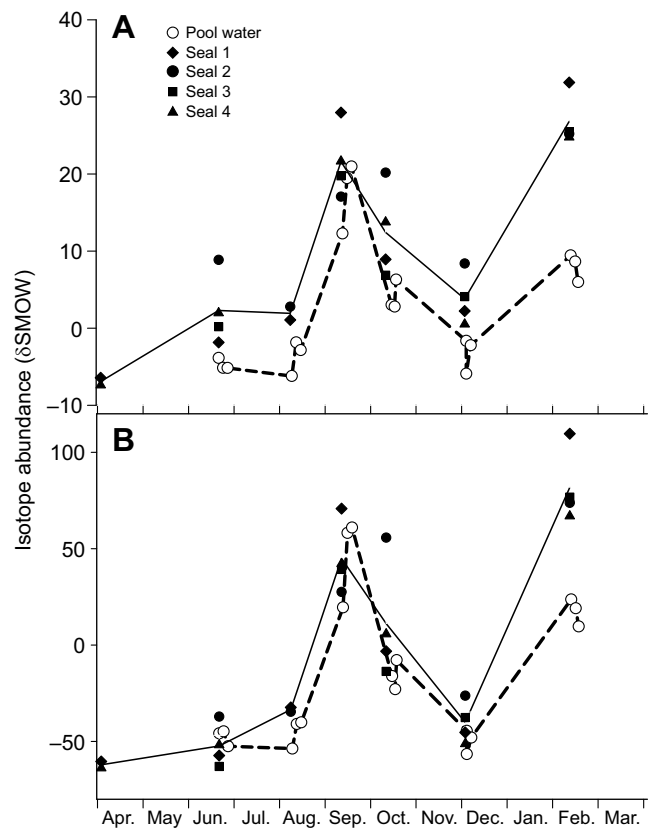 A
Pool water
Seal 1
Seal 2
Seal 3
Seal 4
40
30
20
10
0
–10
Isotope abundance (δSMOW)
B
100
50
0
–50
Apr. May Jun. Jul. Aug. Sep. Oct. Nov. Dec. Jan. Feb. Mar.